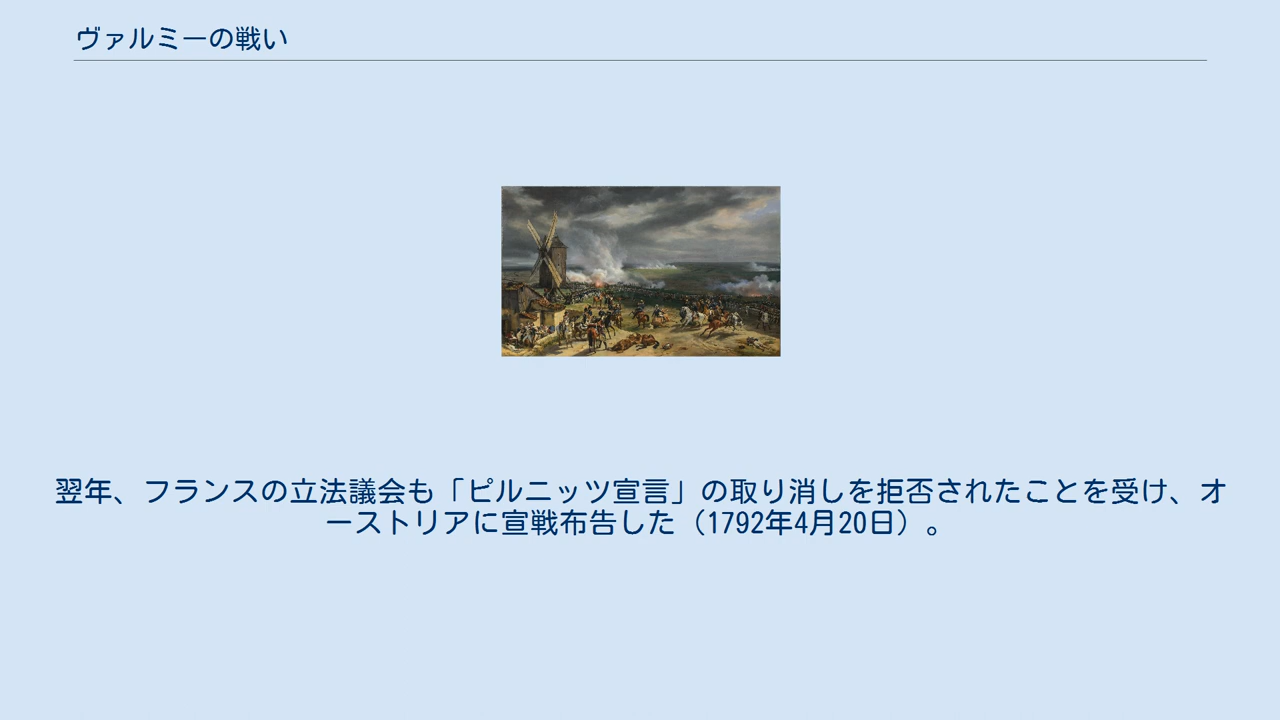 ヴァルミーの戦い
翌年、フランスの立法議会も「ピルニッツ宣言」の取り消しを拒否されたことを受け、オ
ーストリアに宣戦布告した（1792年4月20日）。